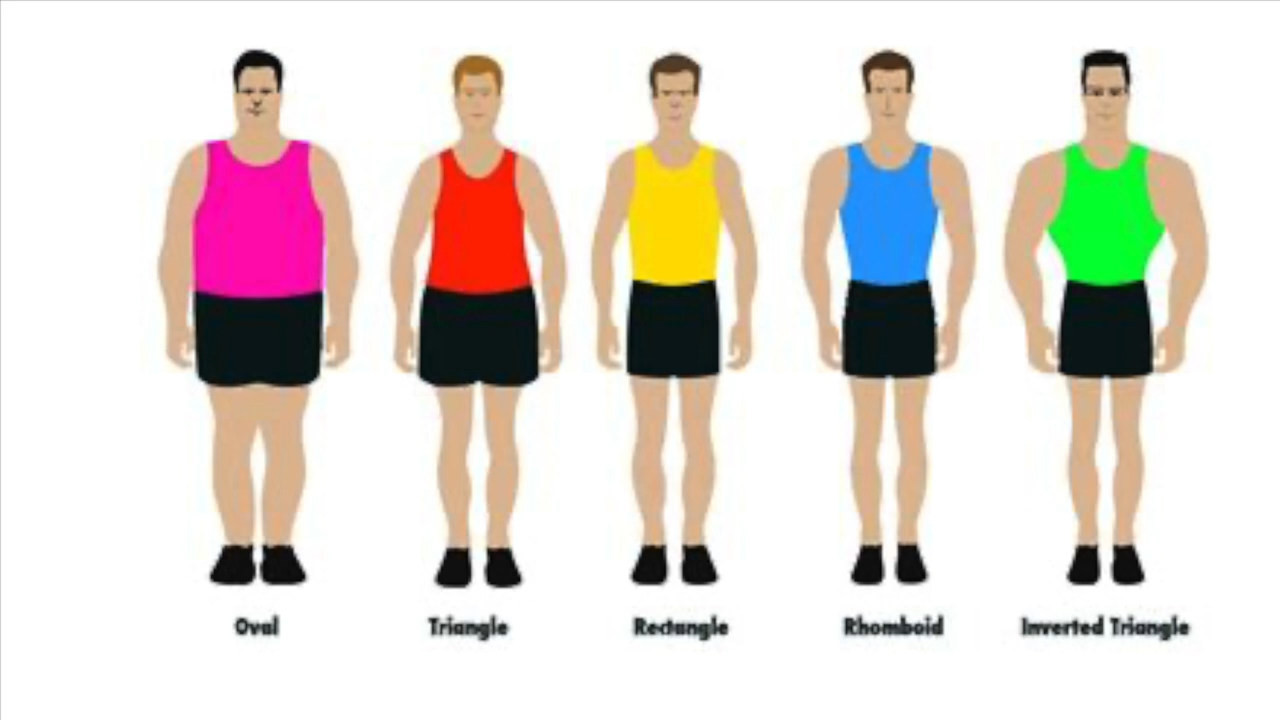 Oval
Triangle
Rectangle
Rhomboid
Inverted Triangle